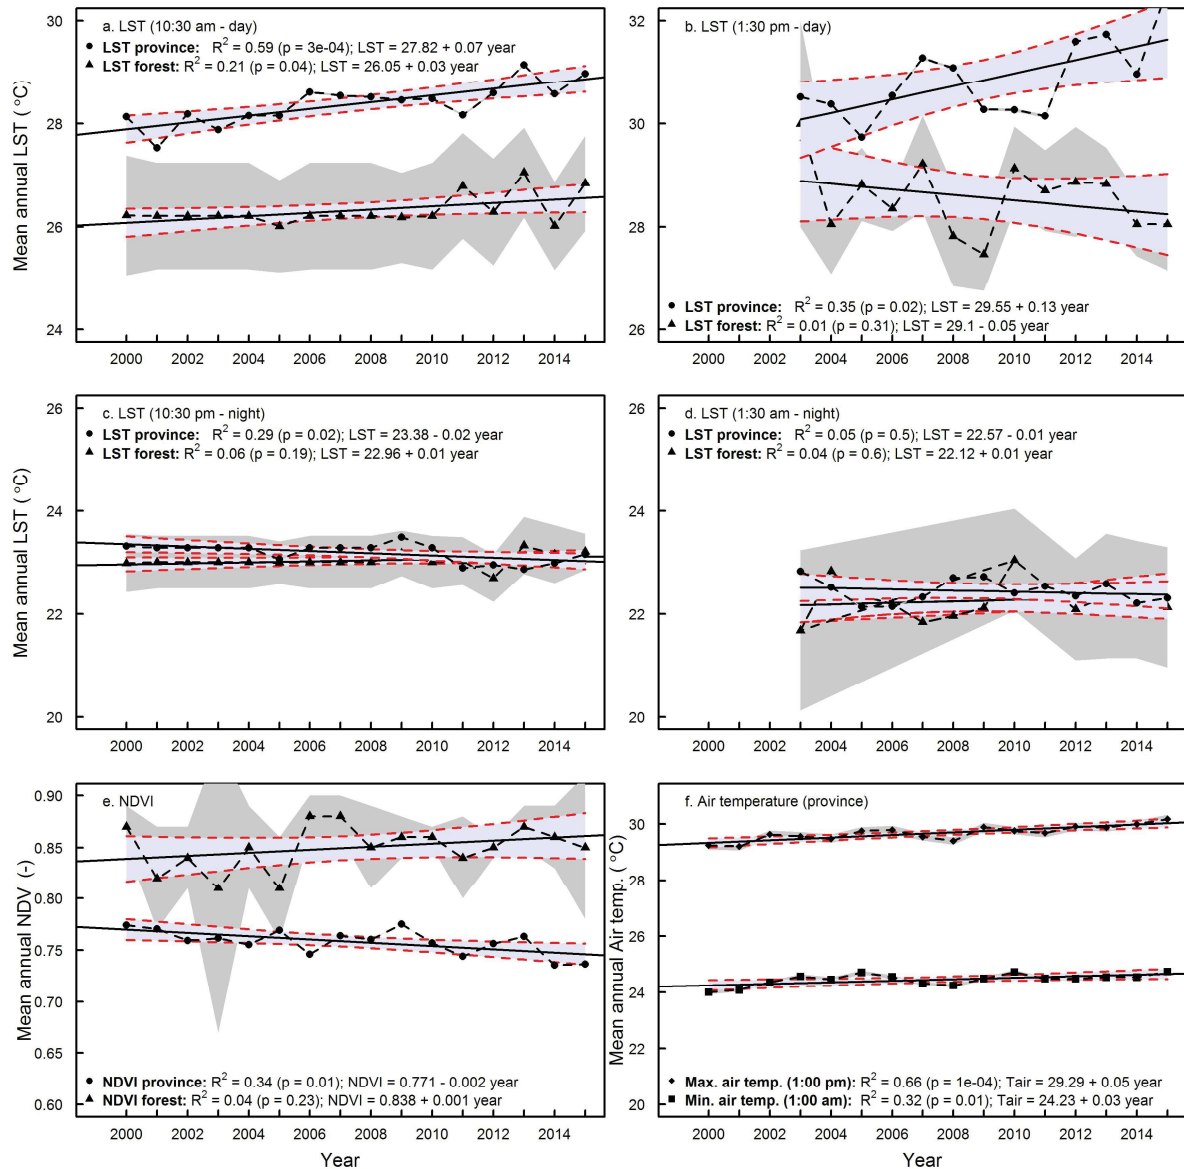 a. LST (10:30 am - day)
LST province: R² = 0.59 (p = 3e-04); LST = 27.82 + 0.07 year
LST forest: R² = 0.21 (p = 0.04); LST = 26.05 + 0.03 year
30
28
26
24
Mean annual LST (°C)
2000 2002 2004 2006 2008 2010 2012 2014
b. LST (1:30 pm - day)
32
30
28
26
LST province: R² = 0.35 (p = 0.02); LST = 29.55 + 0.13 year
LST forest: R² = 0.01 (p = 0.31); LST = 29.1 - 0.05 year
2000 2002 2004 2006 2008 2010 2012 2014
c. LST (10:30 pm - night)
LST province: R² = 0.29 (p = 0.02); LST = 23.38 - 0.02 year
LST forest: R² = 0.06 (p = 0.19); LST = 22.96 + 0.01 year
26
24
22
20
Mean annual LST (°C)
2000 2002 2004 2006 2008 2010 2012 2014
d. LST (1:30 am - night)
LST province: R² = 0.05 (p = 0.5); LST = 22.57 - 0.01 year
LST forest: R² = 0.04 (p = 0.6); LST = 22.12 + 0.01 year
26
24
22
20
2000 2002 2004 2006 2008 2010 2012 2014
e. NDVI
0.90
0.85
0.80
0.75
0.70
0.65
0.60
Mean annual NDV (-)
NDVI province: R² = 0.34 (p = 0.01); NDVI = 0.771 - 0.002 year
NDVI forest: R² = 0.04 (p = 0.23); NDVI = 0.838 + 0.001 year
2000 2002 2004 2006 2008 2010 2012 2014
Year
f. Air temperature (province)
30
28
26
24
22
20
Mean annual Air temp. (°C)
Max. air temp. (1:00 pm): R² = 0.66 (p = 1e-04); Tair = 29.29 + 0.05 year
Min. air temp. (1:00 am): R² = 0.32 (p = 0.01); Tair = 24.23 + 0.03 year
2000 2002 2004 2006 2008 2010 2012 2014
Year